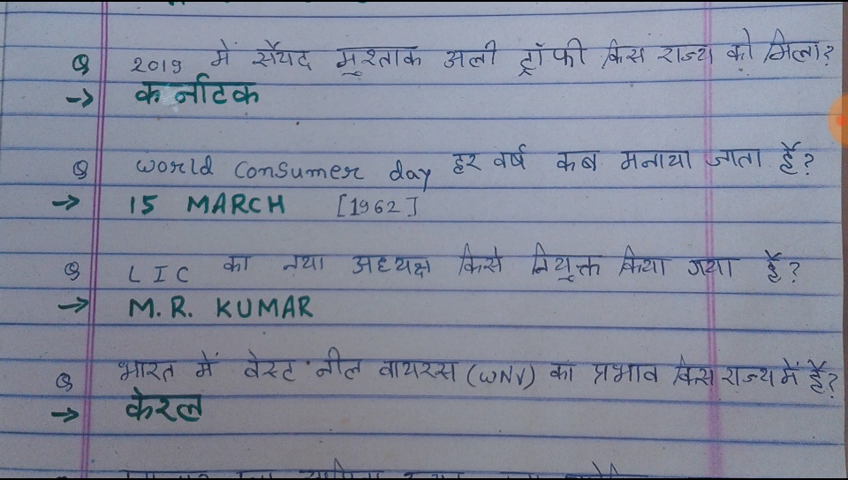 Q 2019 में सैयद मुश्ताक अली ट्रॉफी किस राज्य को मिला?
→ कर्नाटक
Q World Consumer day हर वर्ष कब मनाया जाता है?
→ 15 MARCH [1962]
Q LIC का नया अध्यक्ष किसे नियुक्त किया गया है?
→ M.R. KUMAR
Q भारत में वेस्ट नील वायरस (WNV) का प्रभाव किस राज्य में है?
→ केरल